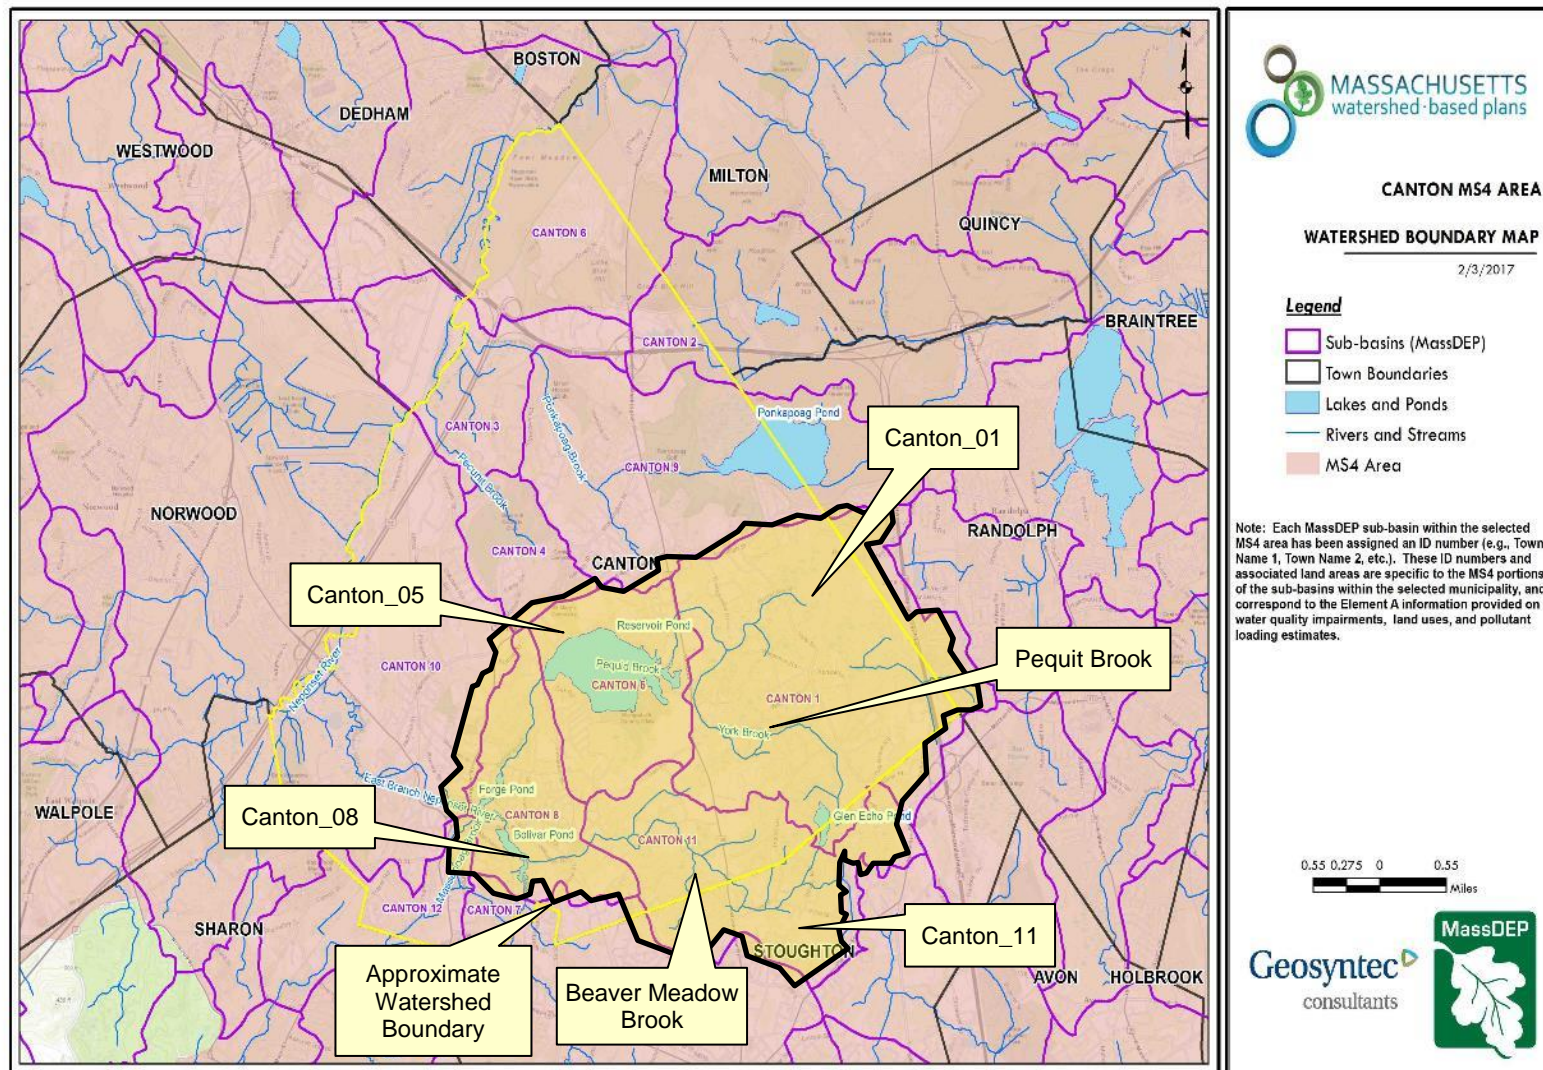 BOSTON
DEDHAM
WESTWOOD
MILTON
QUINCY
CANTON 6
BRAINTREE
CANTON 2
Ponkapoag Pond
Ponkapoag Brook
CANTON 3
Pecunit Brook
CANTON 9
Canton_01
NORWOOD
RANDOLPH
CANTON 4
CANTON
Canton_05
Reservoir Pond
Pequit Brook
CANTON 10
Neponset River
CANTON 1
York Brook
East Branch Neponset River
Forge Pond
WALPOLE
Canton_08
CANTON 8
Bolivar Pond
CANTON 11
Glen Echo Pond
CANTON 12
CANTON 7
SHARON
Canton_11
STOUGHTON
Approximate
Watershed
Boundary
Beaver Meadow
Brook
AVON
HOLBROOK
N
MASSACHUSETTS
watershed·based plans
CANTON MS4 AREA
WATERSHED BOUNDARY MAP
2/3/2017
Legend
Sub-basins (MassDEP)
Town Boundaries
Lakes and Ponds
Rivers and Streams
MS4 Area
Note: Each MassDEP sub-basin within the selected
MS4 area has been assigned an ID number (e.g., Town
Name 1, Town Name 2, etc.). These ID numbers and
associated land areas are specific to the MS4 portions
of the sub-basins within the selected municipality, and
correspond to the Element A information provided on
water quality impairments, land uses, and pollutant
loading estimates.
0.55 0.275 0 0.55
Miles
Geosyntec
consultants
MassDEP